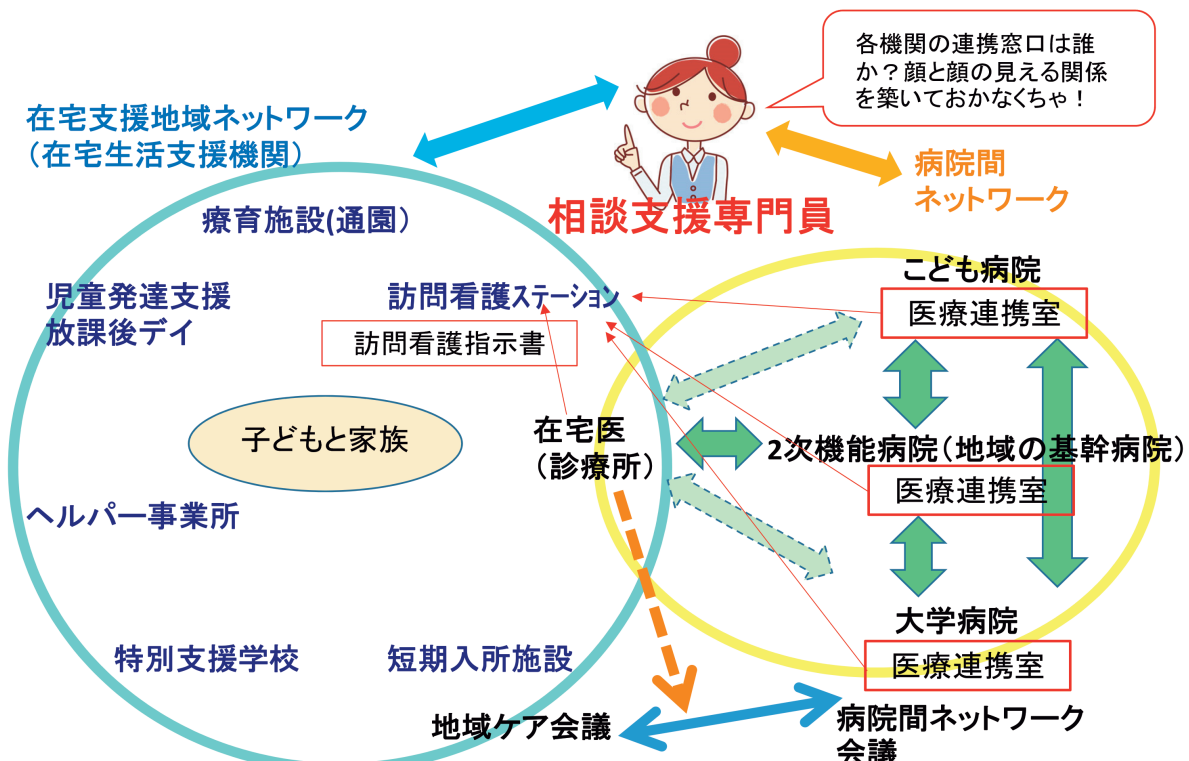 各機関の連携窓口は誰
か？顔と顔の見える関係
を築いておかなくちゃ！
在宅支援地域ネットワーク
（在宅生活支援機関）
病院間
ネットワーク
相談支援専門員
療育施設(通園）
児童発達支援
放課後デイ
訪問看護ステーション
訪問看護指示書
子どもと家族
在宅医
（診療所）
ヘルパー事業所
特別支援学校
短期入所施設
こども病院
医療連携室
2次機能病院（地域の基幹病院）
医療連携室
大学病院
医療連携室
地域ケア会議
病院間ネットワーク
会議